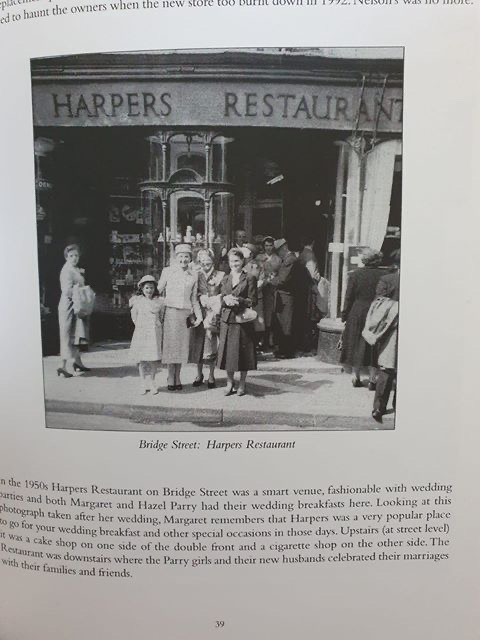 ed to haunt the owners when the new store too burnt down in 1992. Nelson's was no more.
HARPERS RESTAURANT
Bridge Street: Harpers Restaurant
n the 1950s Harpers Restaurant on Bridge Street was a smart venue, fashionable with wedding
parties and both Margaret and Hazel Parry had their wedding breakfasts here. Looking at this
photograph taken after her wedding, Margaret remembers that Harpers was a very popular place
to go for your wedding breakfast and other special occasions in those days. Upstairs (at street level)
it was a cake shop on one side of the double front and a cigarette shop on the other side. The
Restaurant was downstairs where the Parry girls and their new husbands celebrated their marriages
with their families and friends.
39